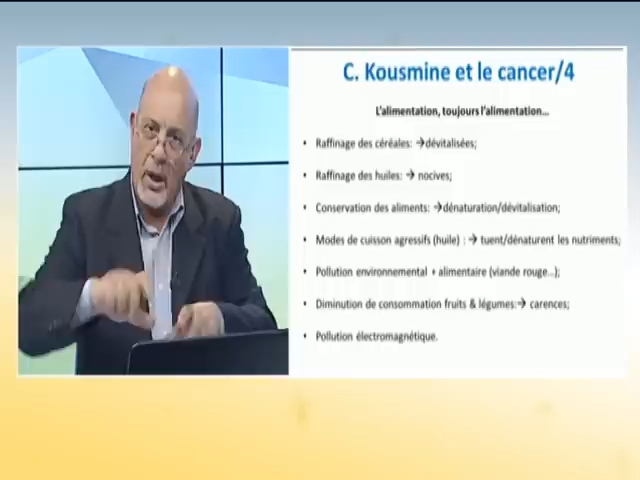 C. Kousmine et le cancer/4
L'alimentation, toujours l'alimentation...
• Raffinage des céréales: →dévitalisées;
• Raffinage des huiles: → nocives;
• Conservation des aliments: →dénaturation/dévitalisation;
• Modes de cuisson agressifs (huile) : → tuent/dénaturent les nutriments;
• Pollution environnemental + alimentaire (viande rouge...);
• Diminution de consommation fruits & légumes:→ carences;
• Pollution électromagnétique.